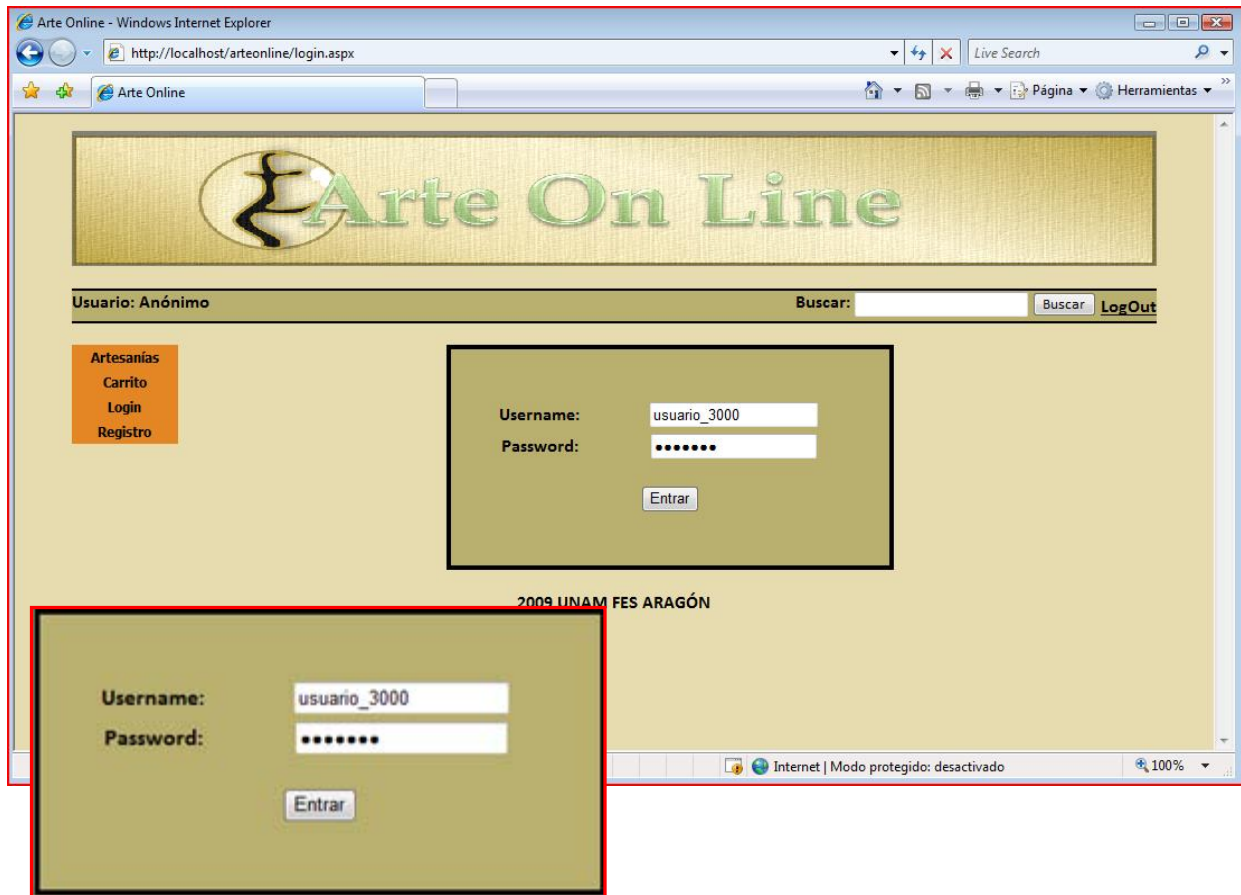 Arte Online - Windows Internet Explorer
http://localhost/arteonline/login.aspx
Live Search
Arte Online
Página
Herramientas
Arte On Line
Usuario: Anónimo
Buscar:
Buscar
LogOut
Artesanías
Carrito
Login
Registro
Username:
usuario_3000
Password:
•••••••
Entrar
2009 UNAM FES ARAGÓN
Username:
usuario_3000
Password:
•••••••
Entrar
Internet | Modo protegido: desactivado
100%